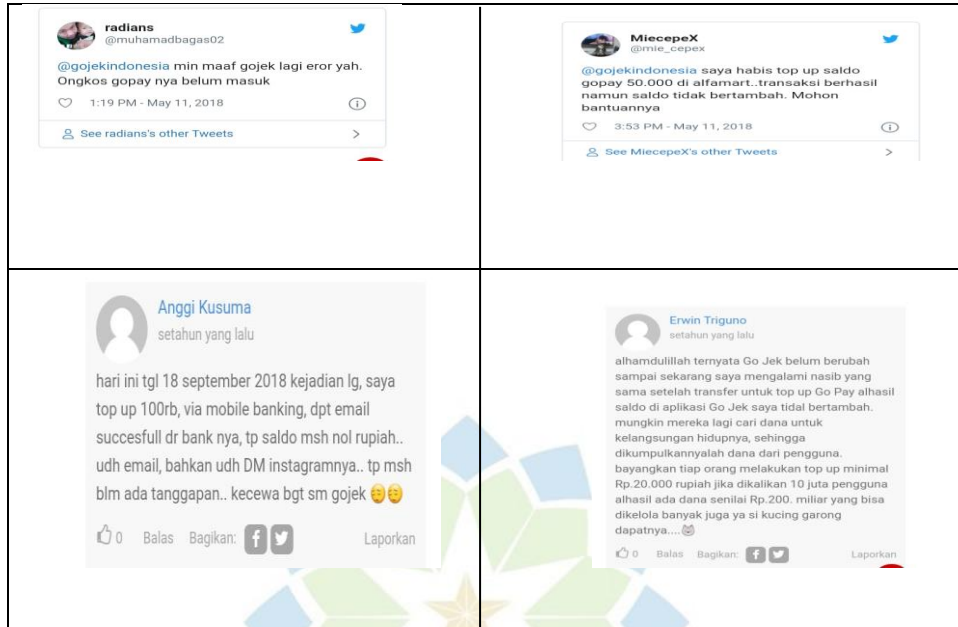 radians
@muhamadbagas02
@gojekindonesia min maaf gojek lagi eror yah.
Ongkos gopay nya belum masuk
1:19 PM - May 11, 2018
See radians's other Tweets
MiecepeX
@mie_cepex
@gojekindonesia saya habis top up saldo
gopay 50.000 di alfamart..transaksi berhasil
namun saldo tidak bertambah. Mohon
bantuannya
3:53 PM - May 11, 2018
See MiecepeX's other Tweets
Anggi Kusuma
setahun yang lalu
hari ini tgl 18 september 2018 kejadian lg, saya
top up 100rb, via mobile banking, dpt email
succesfull dr bank nya, tp saldo msh nol rupiah..
udh email, bahkan udh DM instagramnya.. tp msh
blm ada tanggapan.. kecewa bgt sm gojek 😔😔
0 Balas Bagikan: Laporkan
Erwin Triguno
setahun yang lalu
alhamdulillah ternyata Go Jek belum berubah
sampai sekarang saya mengalami nasib yang
sama setelah transfer untuk top up Go Pay alhasil
saldo di aplikasi Go Jek saya tidal bertambah.
mungkin mereka lagi cari dana untuk
kelangsungan hidupnya, sehingga
dikumpulkannyalah dana dari pengguna.
bayangkan tiap orang melakukan top up minimal
Rp.20.000 rupiah jika dikalikan 10 juta pengguna
alhasil ada dana senilai Rp.200. miliar yang bisa
dikelola banyak juga ya si kucing garong
dapatnya....😸
0 Balas Bagikan: Laporkan